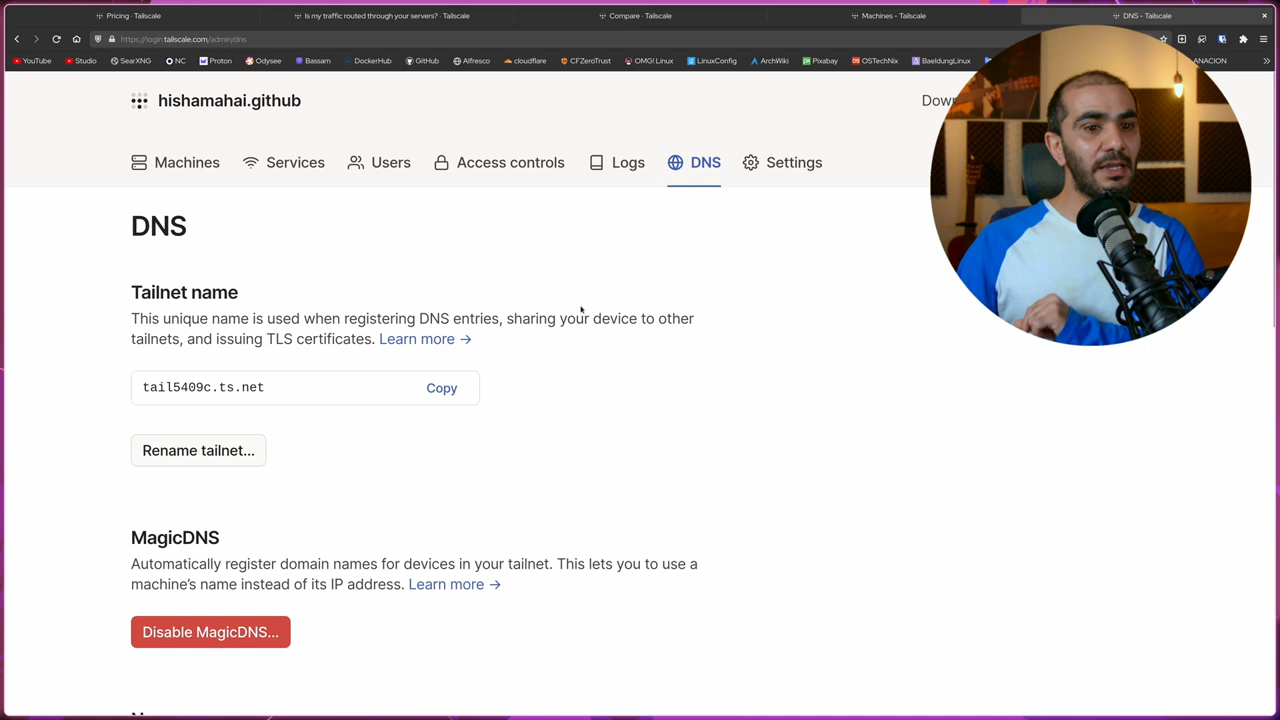 Pricing · Tailscale
Is my traffic routed through your servers? · Tailscale
Compare · Tailscale
Machines - Tailscale
DNS - Tailscale
https://login.tailscale.com/admin/dns
YouTube
Studio
SearXNG
NC
Proton
Odysee
Bassam
DockerHub
GitHub
Alfresco
cloudflare
CFZeroTrust
OMG! Linux
LinuxConfig
ArchWiki
Pixabay
OSTechNix
BaeldungLinux
hishamahai.github
Machines
Services
Users
Access controls
Logs
DNS
Settings
DNS
Tailnet name
This unique name is used when registering DNS entries, sharing your device to other
tailnets, and issuing TLS certificates. Learn more →
tail5409c.ts.net
Copy
Rename tailnet...
MagicDNS
Automatically register domain names for devices in your tailnet. This lets you to use a
machine's name instead of its IP address. Learn more →
Disable MagicDNS...